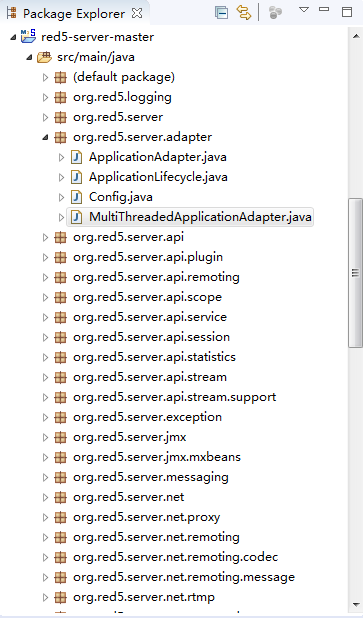 Package Explorer
red5-server-master
src/main/java
(default package)
org.red5.logging
org.red5.server
org.red5.server.adapter
ApplicationAdapter.java
ApplicationLifecycle.java
Config.java
MultiThreadedApplicationAdapter.java
org.red5.server.api
org.red5.server.api.plugin
org.red5.server.api.remoting
org.red5.server.api.scope
org.red5.server.api.service
org.red5.server.api.session
org.red5.server.api.statistics
org.red5.server.api.stream
org.red5.server.api.stream.support
org.red5.server.exception
org.red5.server.jmx
org.red5.server.jmx.mxbeans
org.red5.server.messaging
org.red5.server.net
org.red5.server.net.proxy
org.red5.server.net.remoting
org.red5.server.net.remoting.codec
org.red5.server.net.remoting.message
org.red5.server.net.rtmp